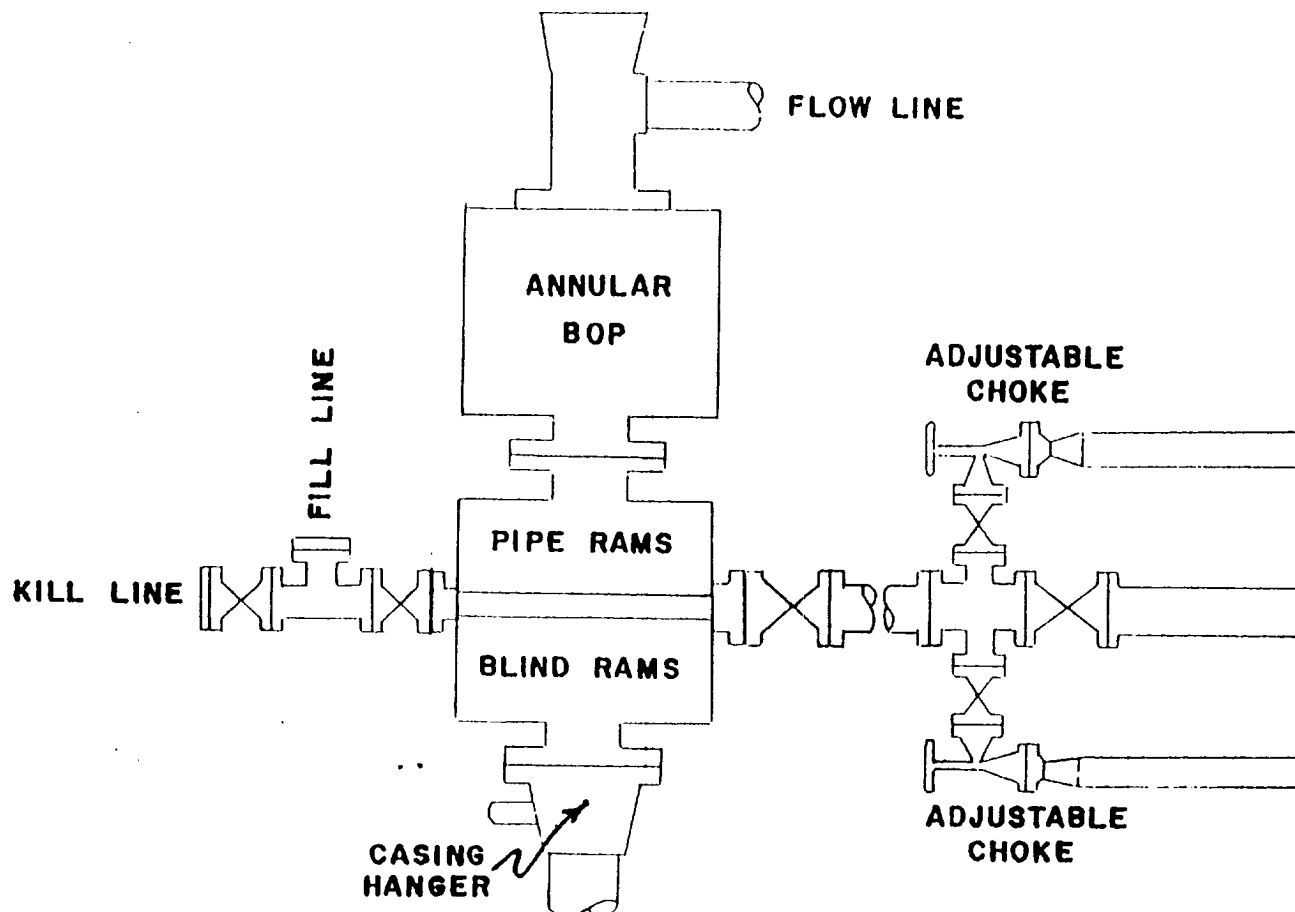 FLOW LINE
ANNULAR
BOP
ADJUSTABLE
CHOKE
FILL LINE
PIPE RAMS
KILL LINE
BLIND RAMS
ADJUSTABLE
CHOKE
CASING
HANGER